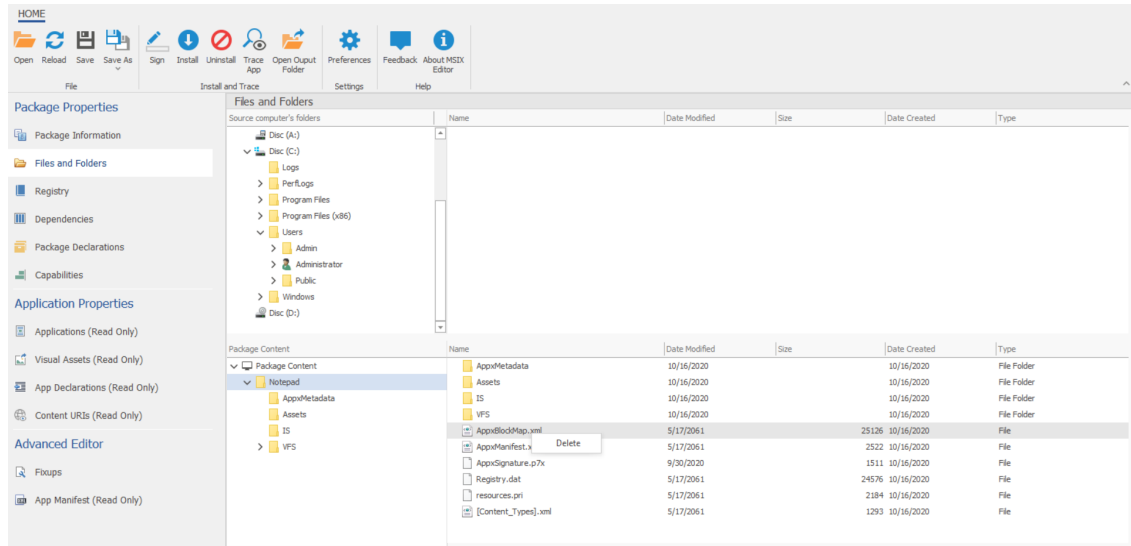 HOME
Open Reload Save Save As Sign Install Uninstall Trace App Open Ouput Folder Preferences Feedback About MSIX Editor
File Install and Trace Settings Help
Package Properties
Package Information
Files and Folders
Registry
Dependencies
Package Declarations
Capabilities
Application Properties
Applications (Read Only)
Visual Assets (Read Only)
App Declarations (Read Only)
Content URIs (Read Only)
Advanced Editor
Fixups
App Manifest (Read Only)
Files and Folders
Source computer's folders Name Date Modified Size Date Created Type
Disc (A:)
Disc (C:)
Logs
PerfLogs
Program Files
Program Files (x86)
Users
Admin
Administrator
Public
Windows
Disc (D:)
Package Content Name Date Modified Size Date Created Type
Package Content
Notepad
AppxMetadata
Assets
IS
VFS
AppxMetadata 10/16/2020 10/16/2020 File Folder
Assets 10/16/2020 10/16/2020 File Folder
IS 10/16/2020 10/16/2020 File Folder
VFS 10/16/2020 10/16/2020 File Folder
AppxBlockMap.xml 5/17/2061 25126 10/16/2020 File
AppxManifest.x 5/17/2061 2522 10/16/2020 File
Delete
AppxSignature.p7x 9/30/2020 1511 10/16/2020 File
Registry.dat 5/17/2061 24576 10/16/2020 File
resources.pri 5/17/2061 2184 10/16/2020 File
[Content_Types].xml 5/17/2061 1293 10/16/2020 File